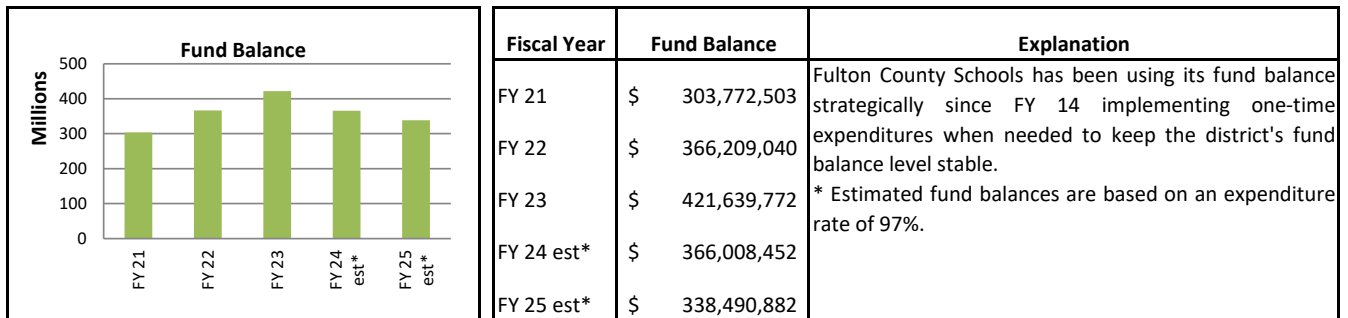 Fund Balance
Millions
500
400
300
200
100
0
FY 21
FY 22
FY 23
FY 24
est*
FY 25
est*
Fiscal Year Fund Balance Explanation
FY 21 $ 303,772,503
FY 22 $ 366,209,040
FY 23 $ 421,639,772
FY 24 est* $ 366,008,452
FY 25 est* $ 338,490,882
Fulton County Schools has been using its fund balance
strategically since FY 14 implementing one-time
expenditures when needed to keep the district's fund
balance level stable.
* Estimated fund balances are based on an expenditure
rate of 97%.